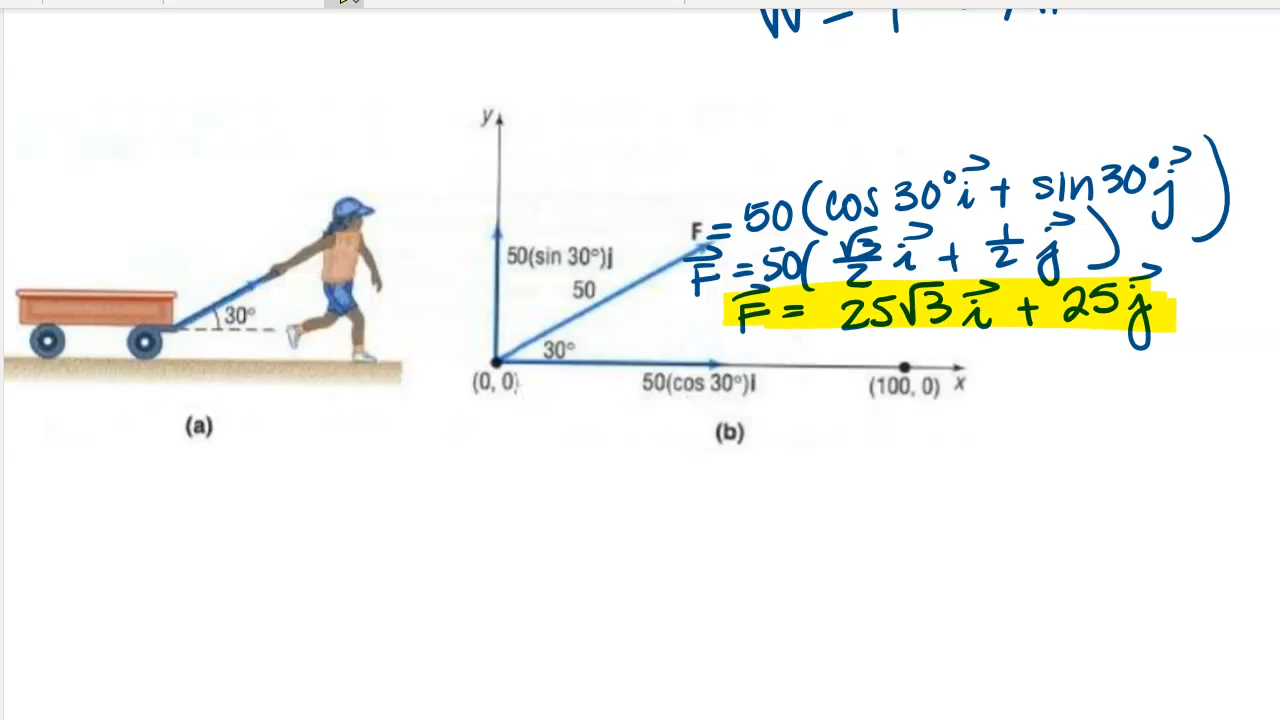 W =
y
= 50(cos 30° i + sin 30° j)
F
50(sin 30°)j
F = 50(√3/2 i + 1/2 j)
50
F = 25√3 i + 25 j
30°
30°
(0, 0)
50(cos 30°)i
(100, 0)
x
(a)
(b)